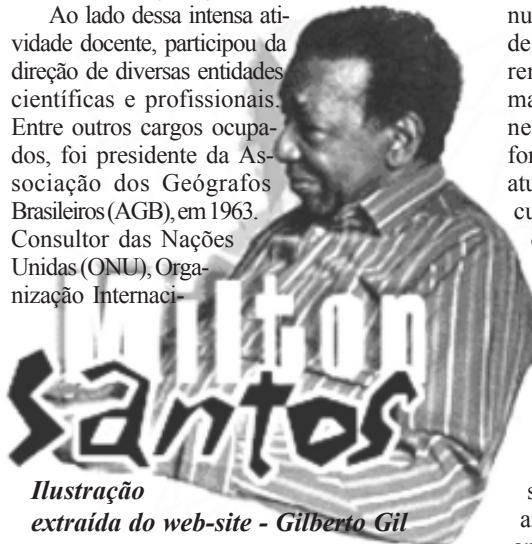 Ao lado dessa intensa ati-
vidade docente, participou da
direção de diversas entidades
científicas e profissionais.
Entre outros cargos ocupa-
dos, foi presidente da As-
sociação dos Geógrafos
Brasileiros (AGB), em 1963.
Consultor das Nações
Unidas (ONU), Orga-
nização Internaci-
Milton
Santos
Ilustração
extraída do web-site - Gilberto Gil